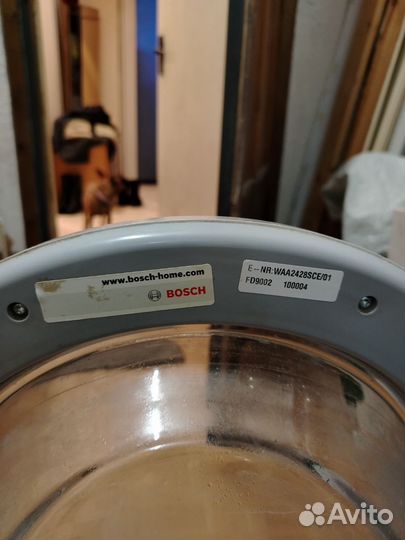 www.bosch-home.com
BOSCH
E-NR:WAA2428SCE/01
FD9002 100004
Avito